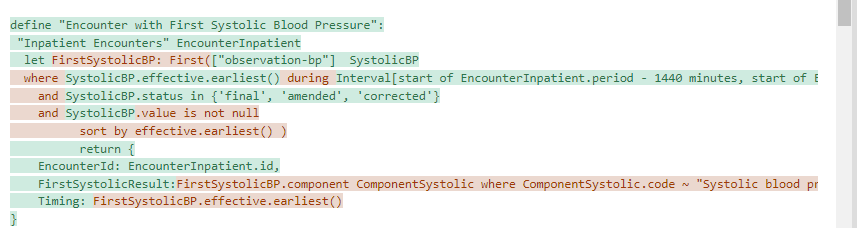 define "Encounter with First Systolic Blood Pressure":
"Inpatient Encounters" EncounterInpatient
let FirstSystolicBP: First(["observation-bp"] SystolicBP
where SystolicBP.effective.earliest() during Interval[start of EncounterInpatient.period - 1440 minutes, start of E
and SystolicBP.status in {'final', 'amended', 'corrected'}
and SystolicBP.value is not null
sort by effective.earliest() )
return {
EncounterId: EncounterInpatient.id,
FirstSystolicResult:FirstSystolicBP.component ComponentSystolic where ComponentSystolic.code ~ "Systolic blood pr
Timing: FirstSystolicBP.effective.earliest()
}